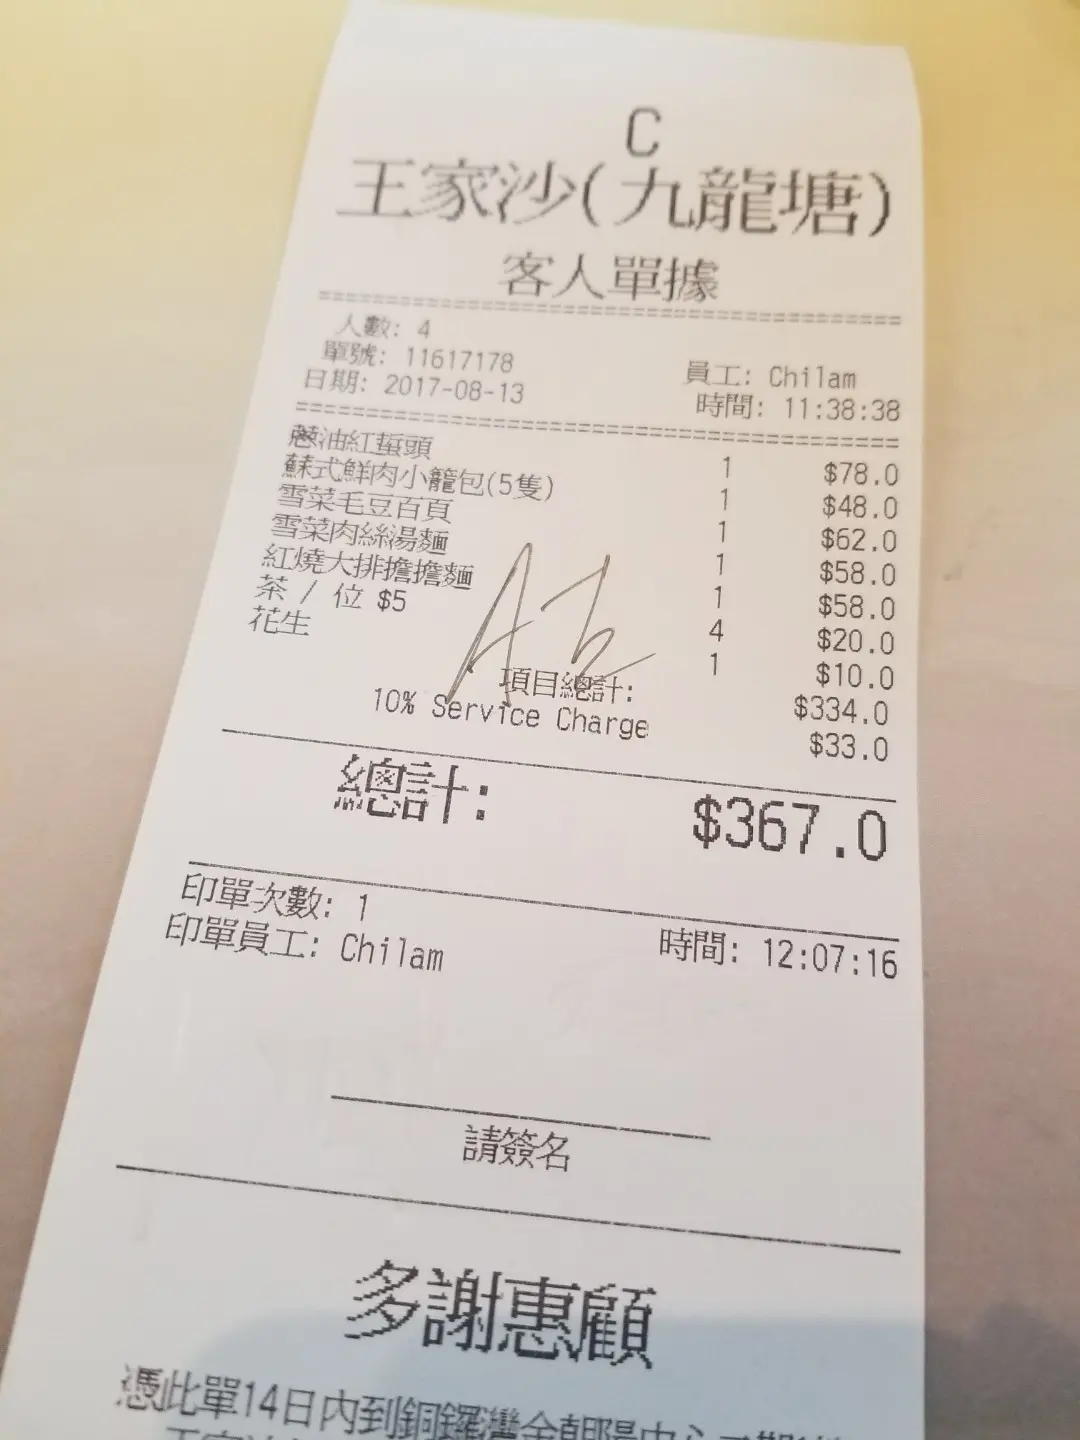 C
王家沙(九龍塘)
客人單據
人數: 4
單號: 11617178 員工: Chilam
日期: 2017-08-13 時間: 11:38:38
蔥油紅蜇頭 1 $78.0
蘇式鮮肉小籠包(5隻) 1 $48.0
雪菜毛豆百頁 1 $62.0
雪菜肉絲湯麵 1 $58.0
紅燒大排擔擔麵 1 $58.0
茶 / 位 $5 4 $20.0
花生 1 $10.0
項目總計: $334.0
10% Service Charge $33.0
總計: $367.0
印單次數: 1
印單員工: Chilam 時間: 12:07:16
請簽名
多謝惠顧
憑此單14日內到銅鑼灣金朝陽中心